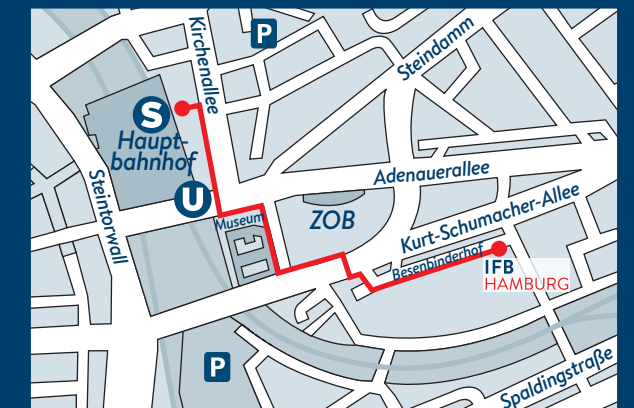 Kirchenallee
P
Steindamm
S
Haupt-
bahnhof
Adenauerallee
Steintorwall
U
Museum
ZOB
Kurt-Schumacher-Allee
Besenbinderhof
IFB
HAMBURG
P
Spaldingstraße